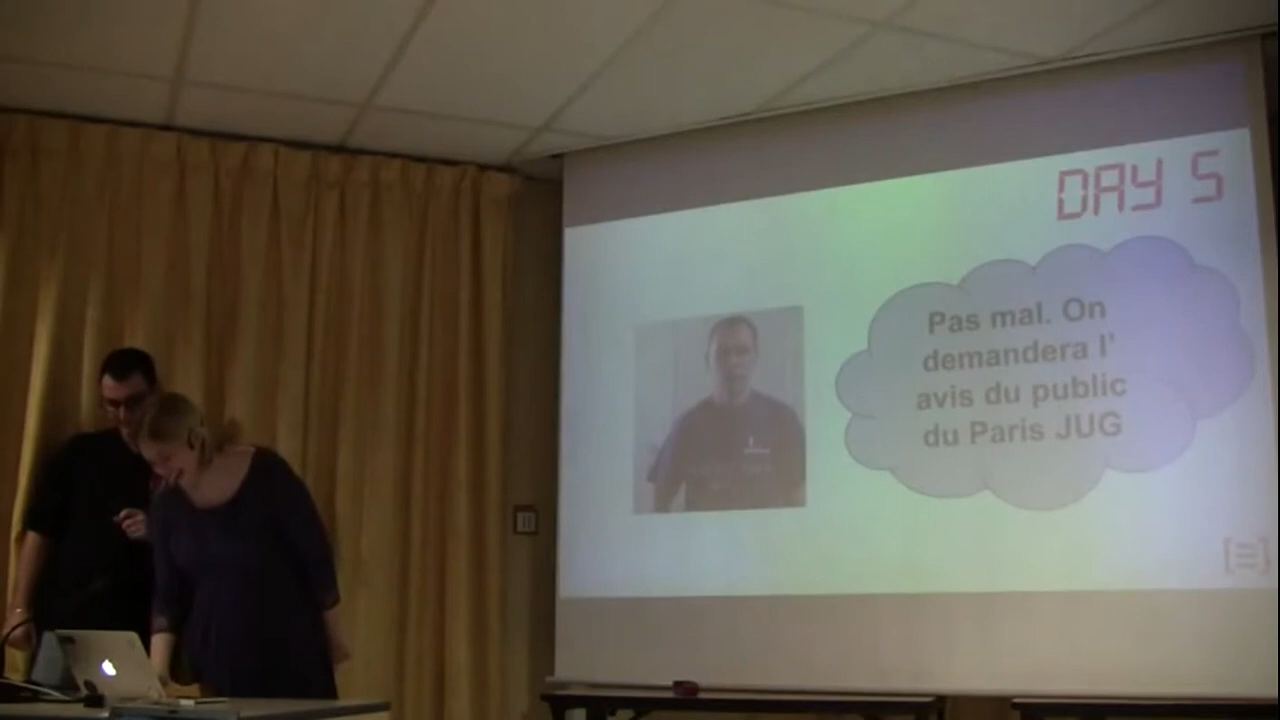 DAY 5
Pas mal. On
demandera l'
avis du public
du Paris JUG